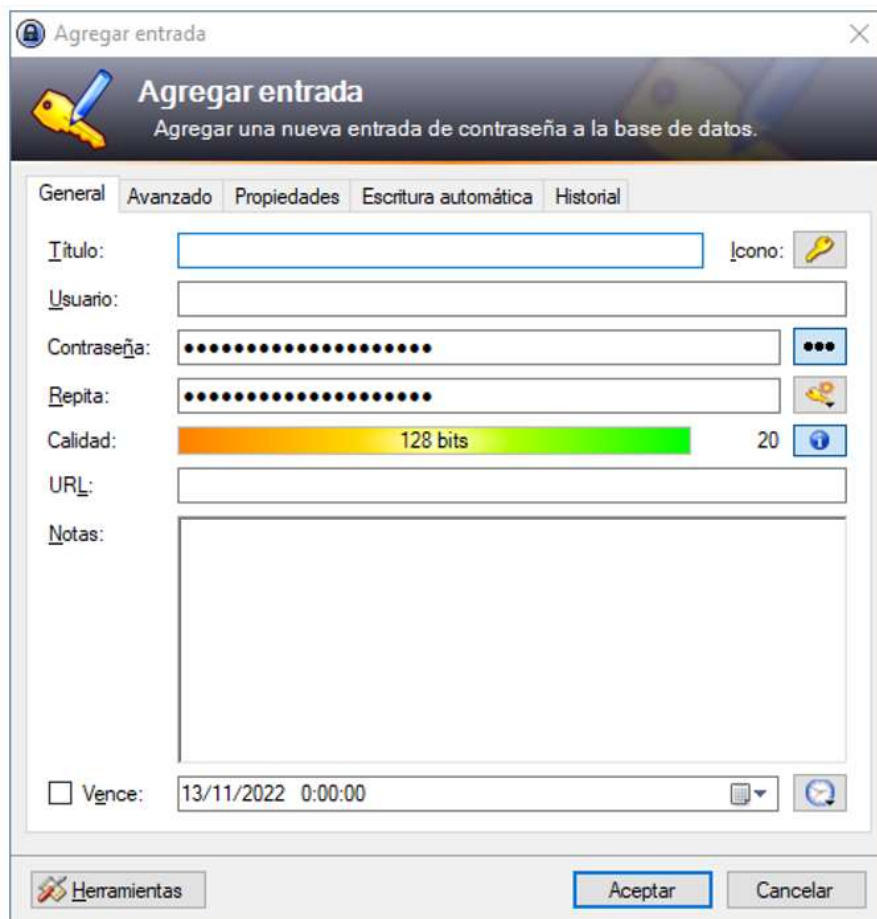 Agregar entrada
Agregar entrada
Agregar una nueva entrada de contraseña a la base de datos.
General Avanzado Propiedades Escritura automática Historial
Título: Icono:
Usuario:
Contraseña: ●●●●●●●●●●●●●●●●●●●● ●●●
Repita: ●●●●●●●●●●●●●●●●●●●●
Calidad: 128 bits 20
URL:
Notas:
Vence: 13/11/2022 0:00:00
Herramientas Aceptar Cancelar